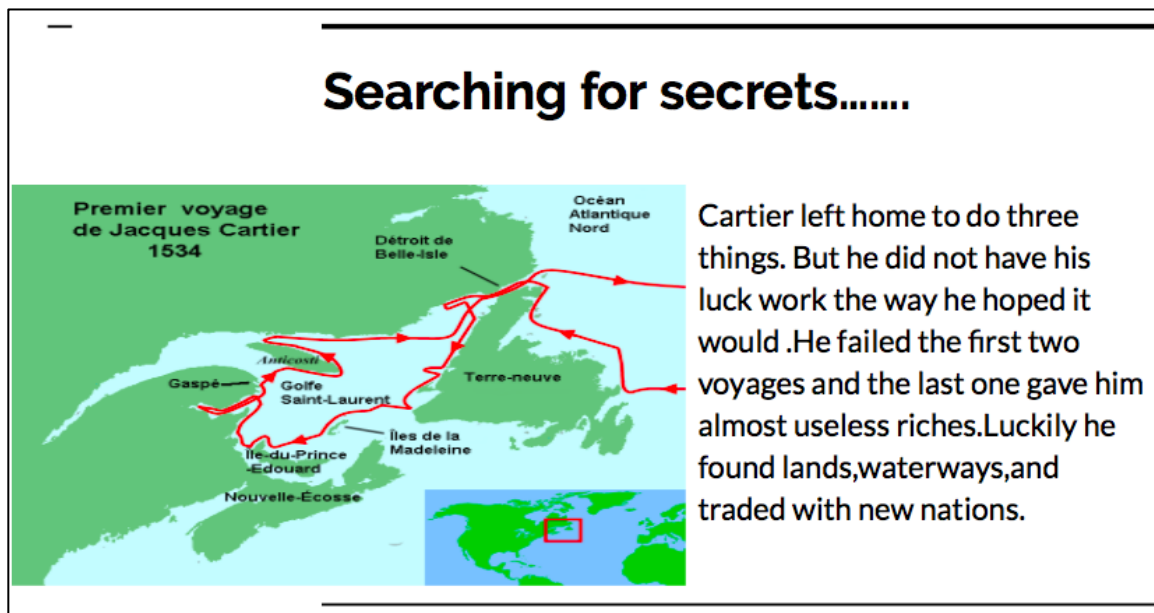 Searching for secrets.......
Premier voyage
de Jacques Cartier
1534
Océan
Atlantique
Nord
Détroit de
Belle-Isle
Anticosti
Gaspé
Golfe
Saint-Laurent
Terre-neuve
Îles de la
Madeleine
Ile-du-Prince
-Edouard
Nouvelle-Écosse
Cartier left home to do three
things. But he did not have his
luck work the way he hoped it
would .He failed the first two
voyages and the last one gave him
almost useless riches.Luckily he
found lands,waterways,and
traded with new nations.